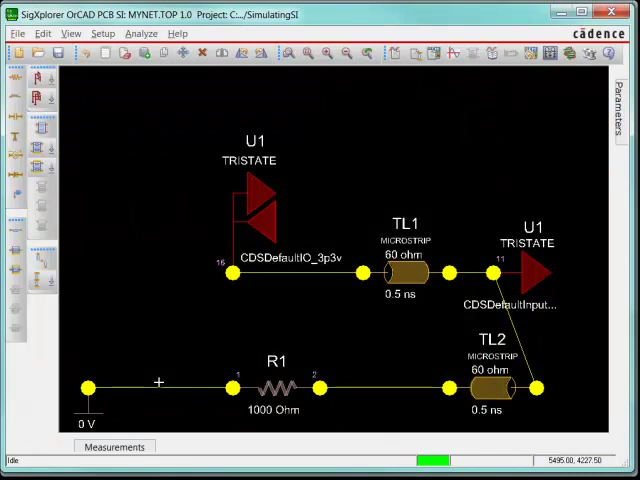 SigXplorer OrCAD PCB SI: MYNET.TOP 1.0 Project: C:.../SimulatingSI
File Edit View Setup Analyze Help
cādence
Parameters
U1
TRISTATE
16
CDSDefaultIO_3p3v
TL1
MICROSTRIP
60 ohm
0.5 ns
U1
TRISTATE
11
CDSDefaultInput...
TL2
MICROSTRIP
60 ohm
0.5 ns
R1
1
2
1000 Ohm
0 V
Measurements
Idle
5495.00, 4227.50